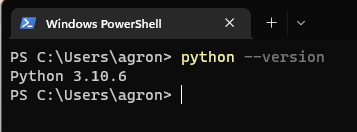 Windows PowerShell
PS C:\Users\agron> python --version
Python 3.10.6
PS C:\Users\agron>